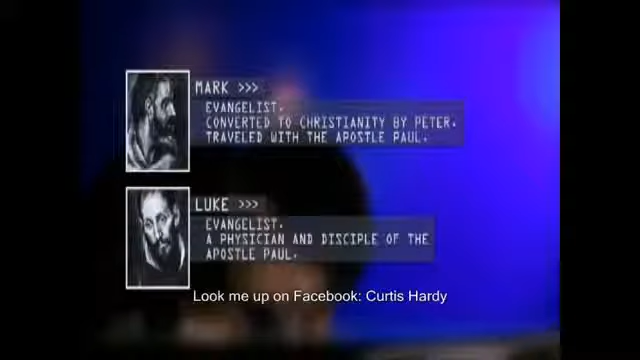 MARK >>>
EVANGELIST.
CONVERTED TO CHRISTIANITY BY PETER.
TRAVELED WITH THE APOSTLE PAUL.
LUKE >>>
EVANGELIST.
A PHYSICIAN AND DISCIPLE OF THE
APOSTLE PAUL.
Look me up on Facebook: Curtis Hardy